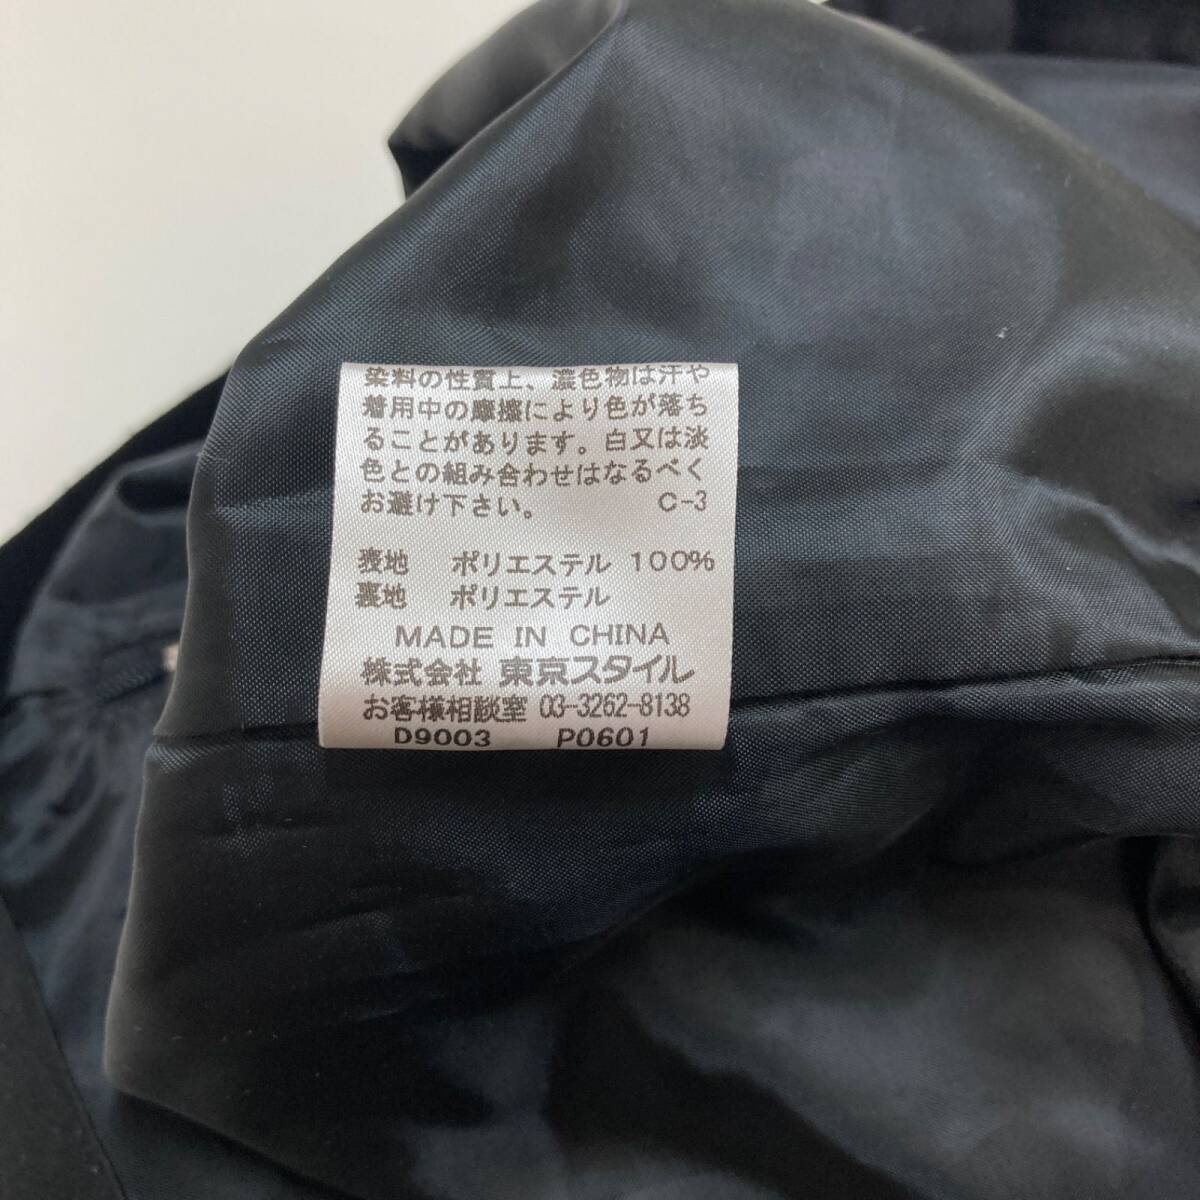 染料の性質上、濃色物は汗や
着用中の摩擦により色が落ち
ることがあります。白又は淡
色との組み合わせはなるべく
お避け下さい。 C-3
表地 ポリエステル 100%
裏地 ポリエステル
MADE IN CHINA
株式会社 東京スタイル
お客様相談室 03-3262-8138
D9003 P0601